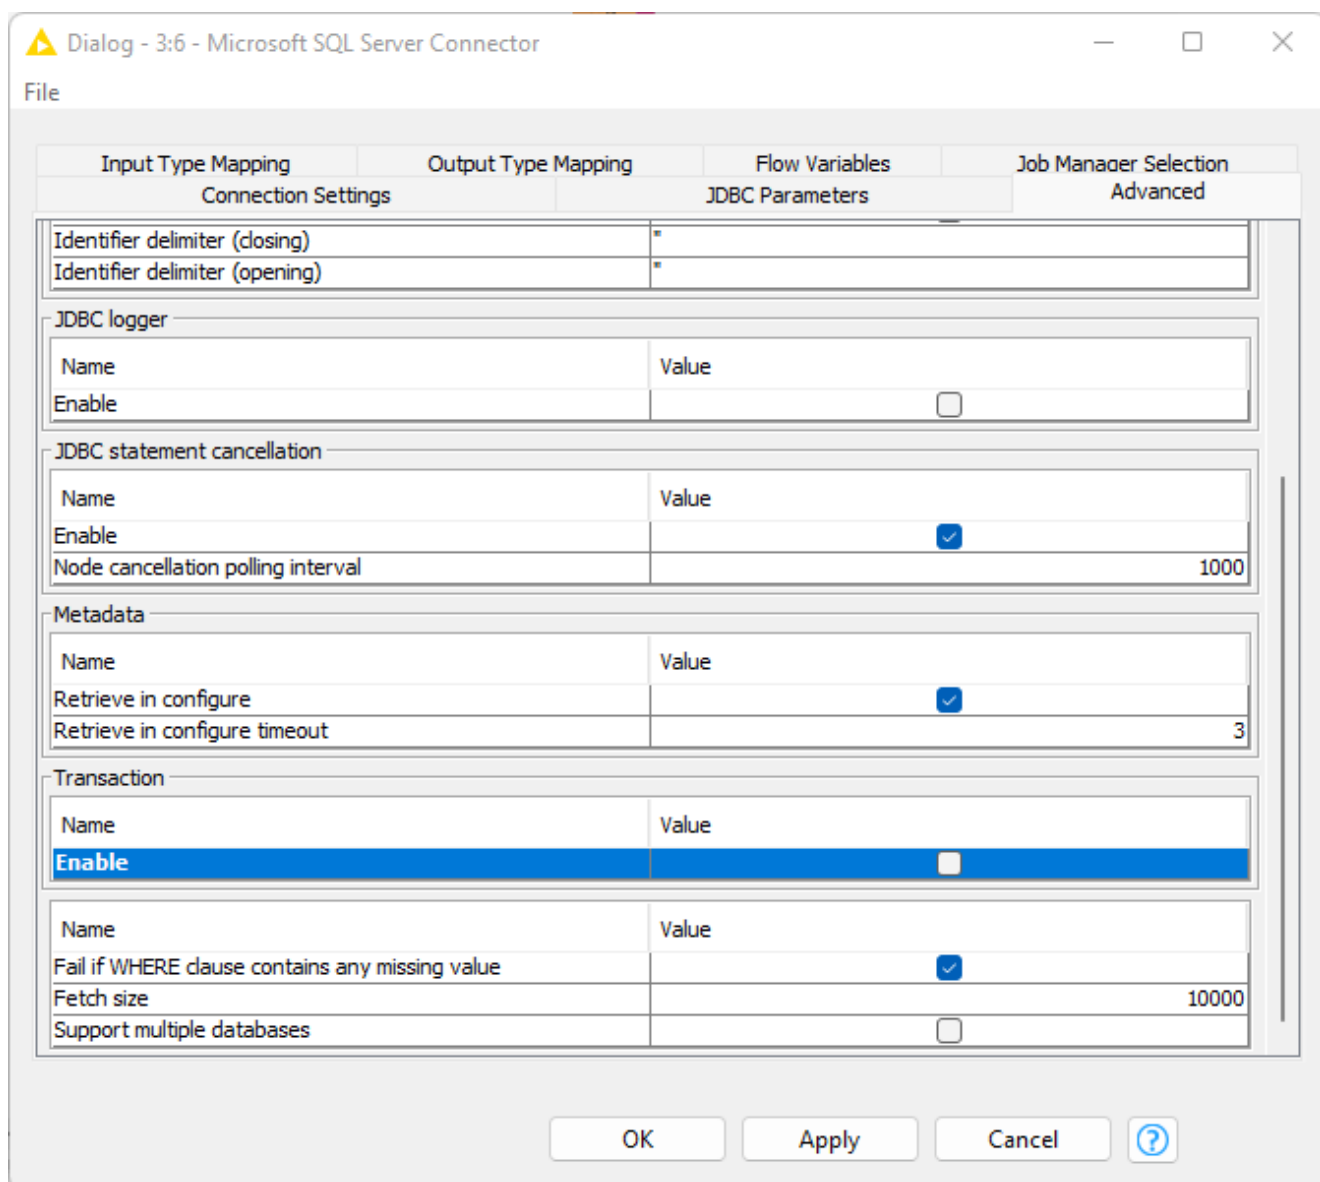 Dialog - 3:6 - Microsoft SQL Server Connector
File
Input Type Mapping Output Type Mapping Flow Variables Job Manager Selection
Connection Settings JDBC Parameters Advanced
Identifier delimiter (closing) "
Identifier delimiter (opening) "
JDBC logger
Name Value
Enable
JDBC statement cancellation
Name Value
Enable
Node cancellation polling interval 1000
Metadata
Name Value
Retrieve in configure
Retrieve in configure timeout 3
Transaction
Name Value
Enable
Name Value
Fail if WHERE clause contains any missing value
Fetch size 10000
Support multiple databases
OK Apply Cancel ?